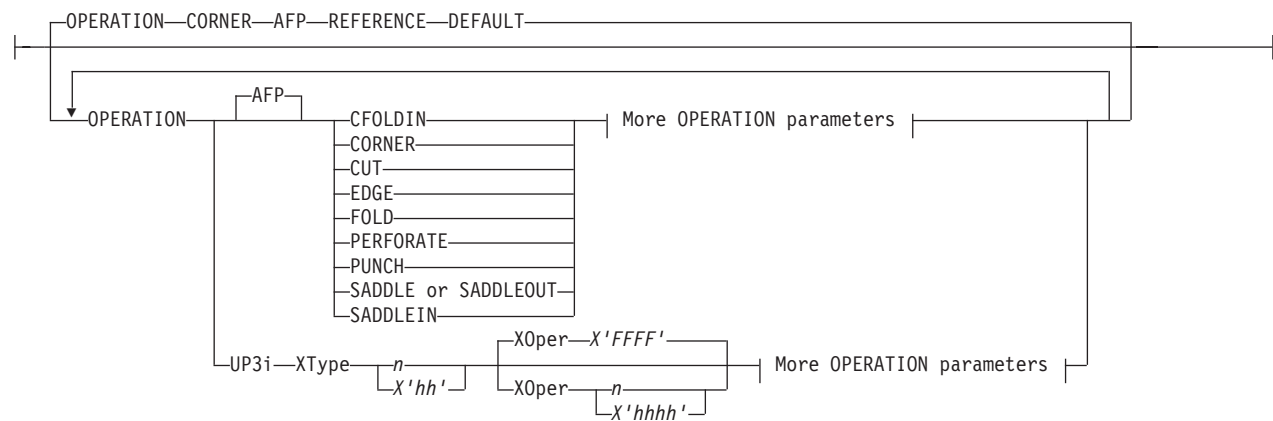 OPERATION CORNER AFP REFERENCE DEFAULT
AFP
OPERATION CFOLDIN More OPERATION parameters
CORNER
CUT
EDGE
FOLD
PERFORATE
PUNCH
SADDLE or SADDLEOUT
SADDLEIN
XOper X'FFFF'
UP3i XType n More OPERATION parameters
X'hh' XOper n
X'hhhh'